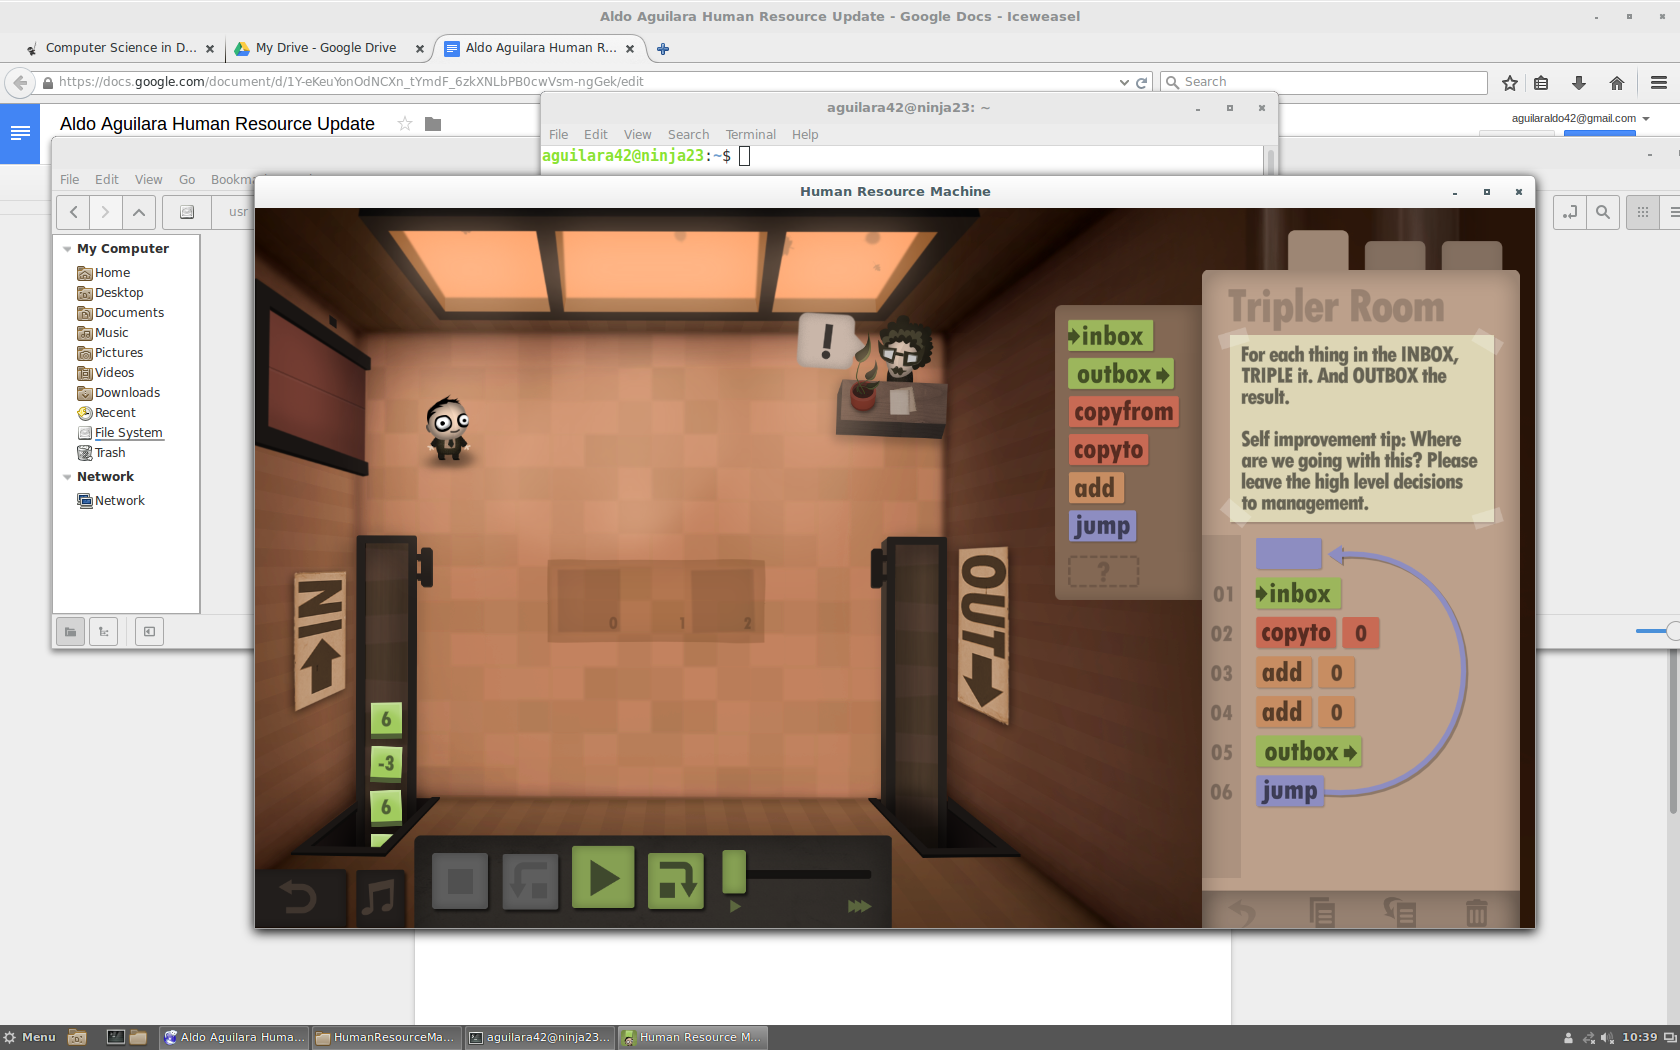 Aldo Aguilara Human Resource Update - Google Docs - Iceweasel
Computer Science in D...
My Drive - Google Drive
Aldo Aguilara Human R...
https://docs.google.com/document/d/1Y-eKeuYonOdNCXn_tYmdF_6zkXNLbPB0cwVsm-ngGek/edit
Search
Aldo Aguilara Human Resource Update
aguilaraldo42@gmail.com
aguilara42@ninja23: ~
File Edit View Search Terminal Help
aguilara42@ninja23:~$
File Edit View Go Bookm
usr
My Computer
Home
Desktop
Documents
Music
Pictures
Videos
Downloads
Recent
File System
Trash
Network
Network
Human Resource Machine
!
IN
OUT
6
-3
6
0 1 2
inbox
outbox
copyfrom
copyto
add
jump
?
Tripler Room
For each thing in the INBOX,
TRIPLE it. And OUTBOX the
result.
Self improvement tip: Where
are we going with this? Please
leave the high level decisions
to management.
01 inbox
02 copyto 0
03 add 0
04 add 0
05 outbox
06 jump
Menu
Aldo Aguilara Huma...
HumanResourceMa...
aguilara42@ninja23...
Human Resource M...
10:39